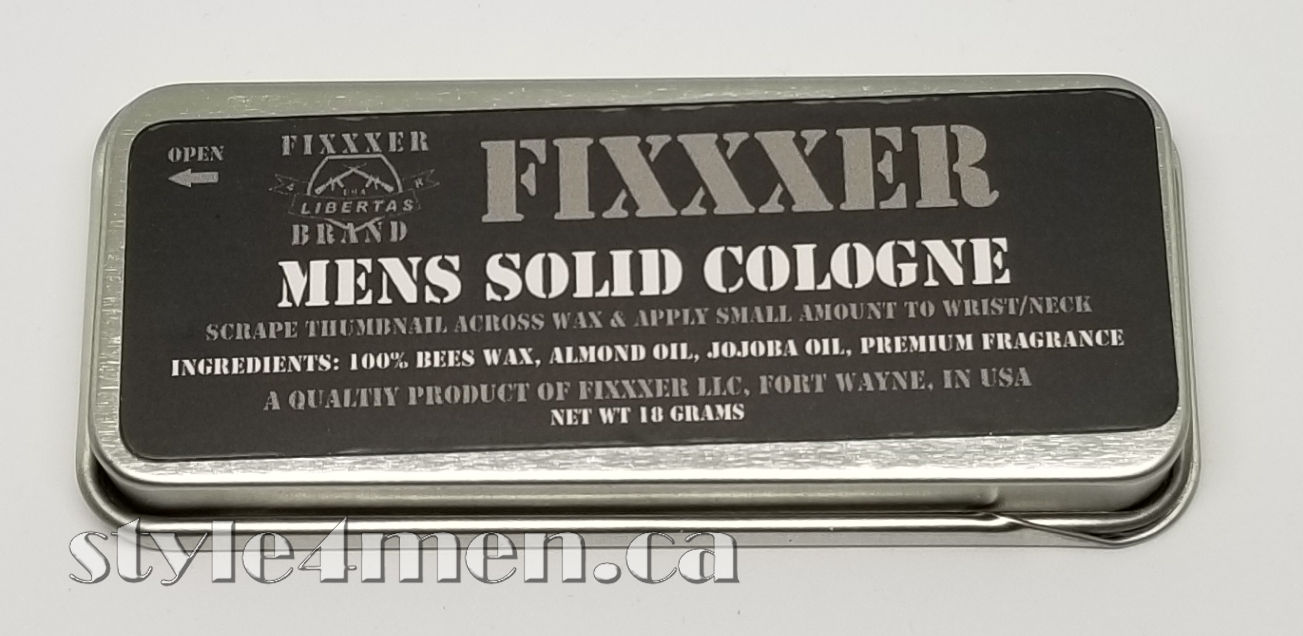 OPEN
FIXXXER
USA
LIBERTAS
BRAND
FIXXXER
MENS SOLID COLOGNE
SCRAPE THUMBNAIL ACROSS WAX & APPLY SMALL AMOUNT TO WRIST/NECK
INGREDIENTS: 100% BEES WAX, ALMOND OIL, JOJOBA OIL, PREMIUM FRAGRANCE
A QUALTIY PRODUCT OF FIXXXER LLC, FORT WAYNE, IN USA
NET WT 18 GRAMS
style4men.ca